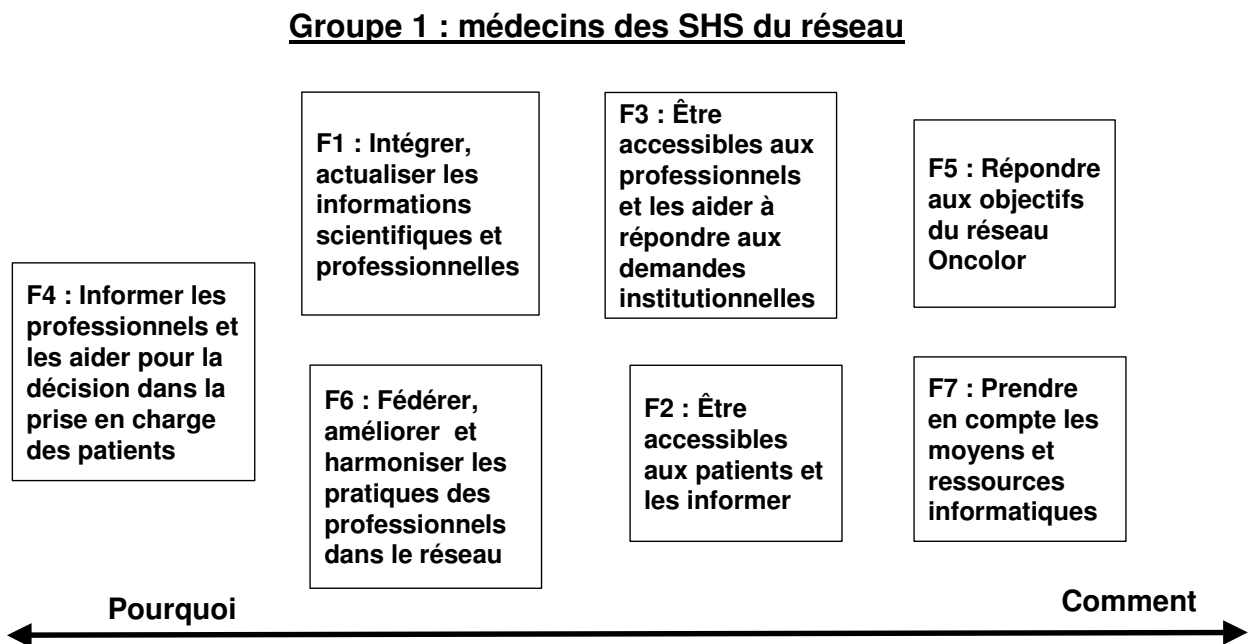 Groupe 1 : médecins des SHS du réseau
F4 : Informer les
professionnels et
les aider pour la
décision dans la
prise en charge
des patients
F1 : Intégrer,
actualiser les
informations
scientifiques et
professionnelles
F6 : Fédérer,
améliorer et
harmoniser les
pratiques des
professionnels
dans le réseau
F3 : Être
accessibles aux
professionnels
et les aider à
répondre aux
demandes
institutionnelles
F2 : Être
accessibles
aux patients et
les informer
F5 : Répondre
aux objectifs
du réseau
Oncolor
F7 : Prendre
en compte les
moyens et
ressources
informatiques
Pourquoi
Comment